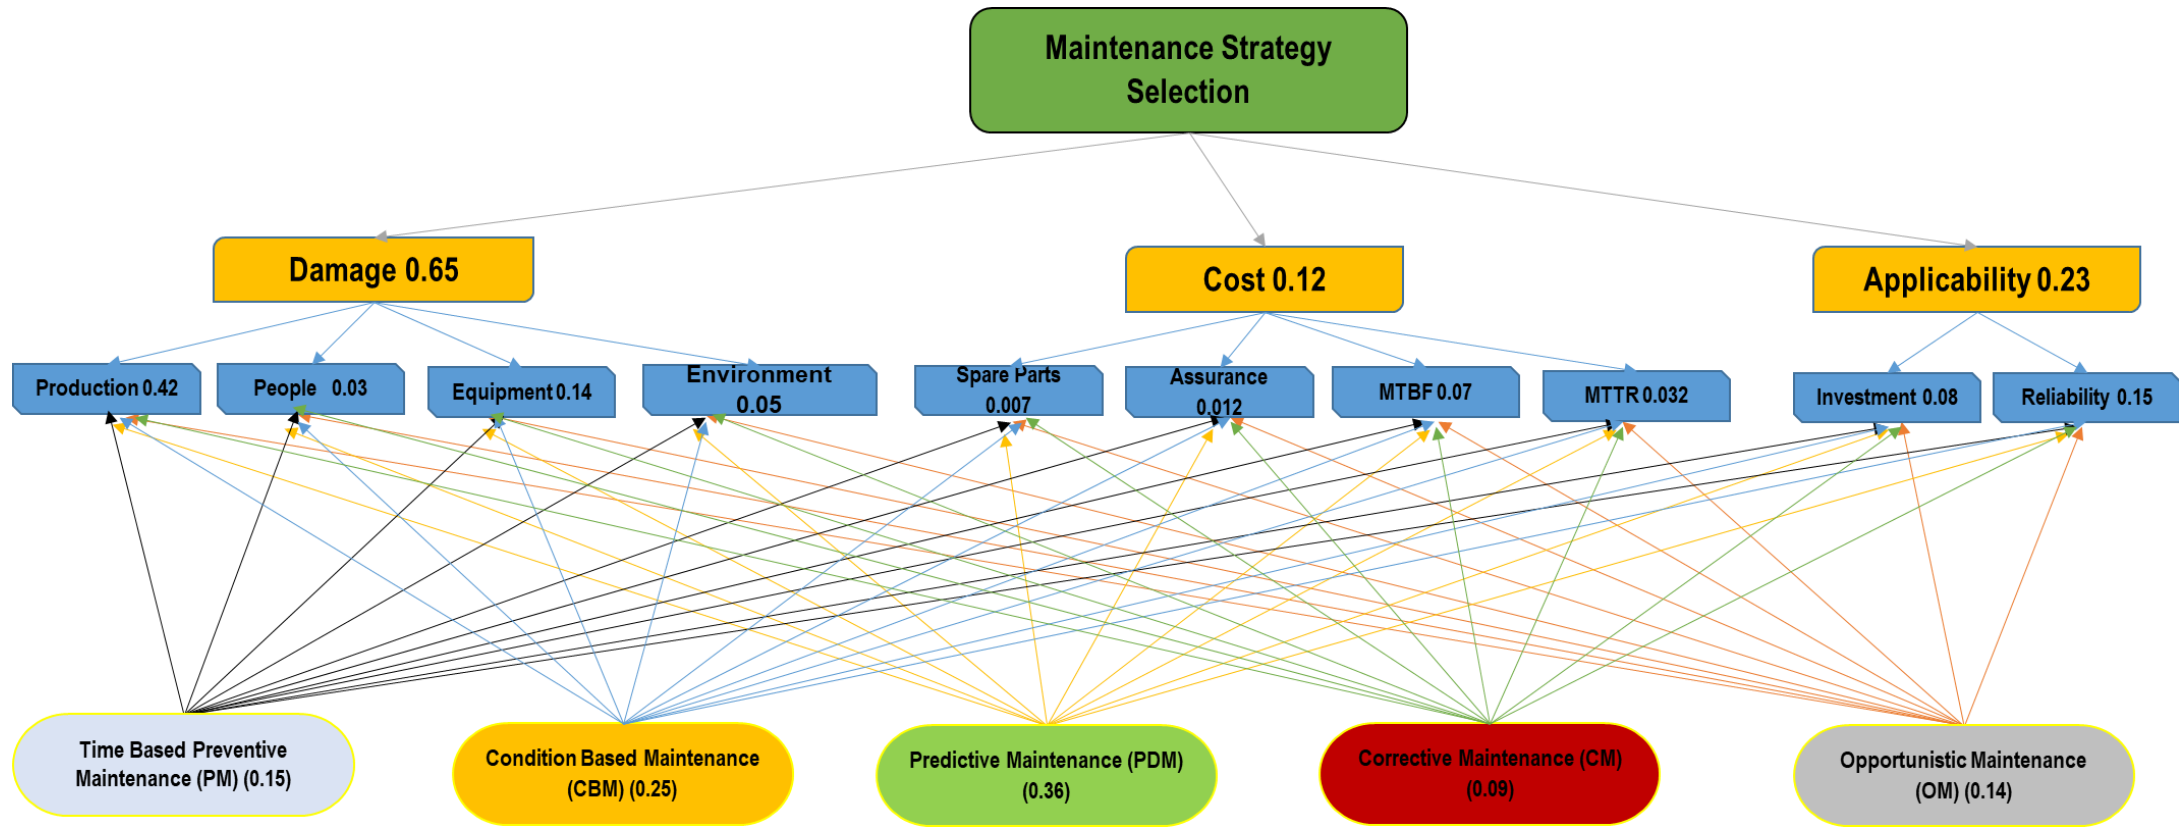 Maintenance Strategy
Selection
Damage 0.65
Cost 0.12
Applicability 0.23
Production 0.42
People 0.03
Equipment 0.14
Environment
0.05
Spare Parts
0.007
Assurance
0.012
MTBF 0.07
MTTR 0.032
Investment 0.08
Reliability 0.15
Time Based Preventive
Maintenance (PM) (0.15)
Condition Based Maintenance
(CBM) (0.25)
Predictive Maintenance (PDM)
(0.36)
Corrective Maintenance (CM)
(0.09)
Opportunistic Maintenance
(OM) (0.14)